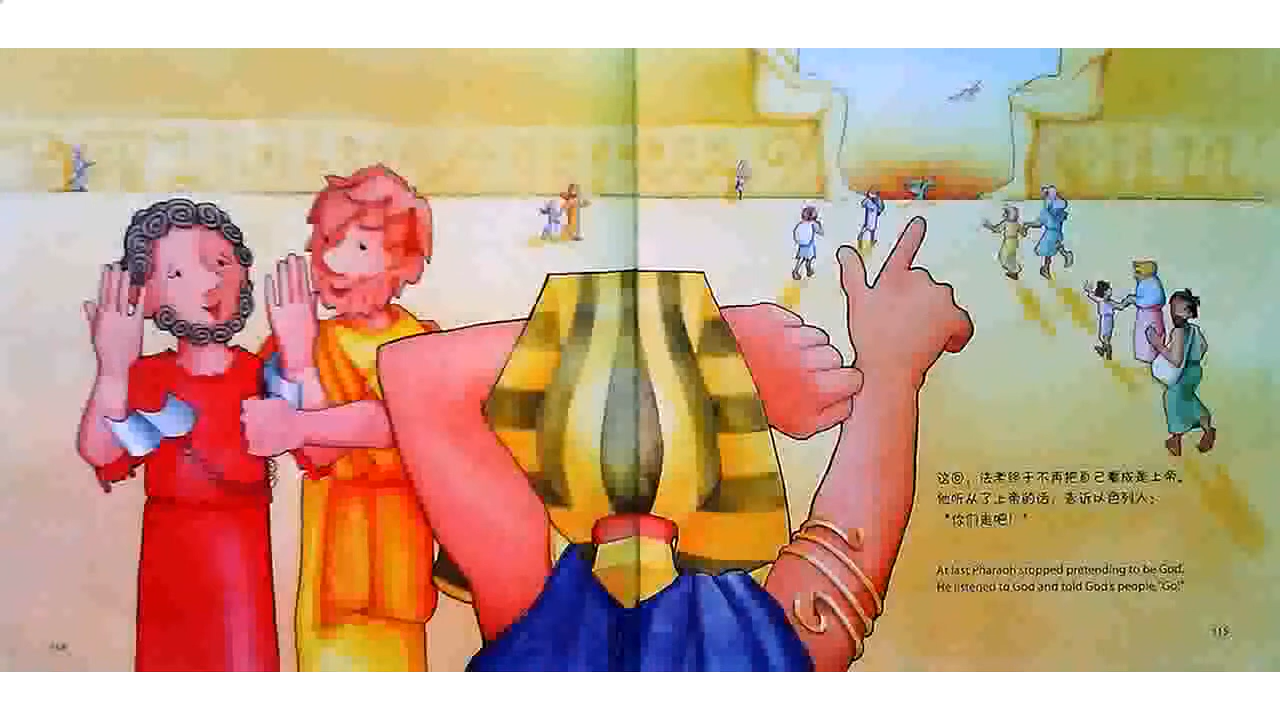 这回，法老终于不再把自己看成是上帝。
他听从了上帝的话，告诉以色列人：
“你们走吧！”
At last Pharaoh stopped pretending to be God.
He listened to God and told God's people, "Go!"
115